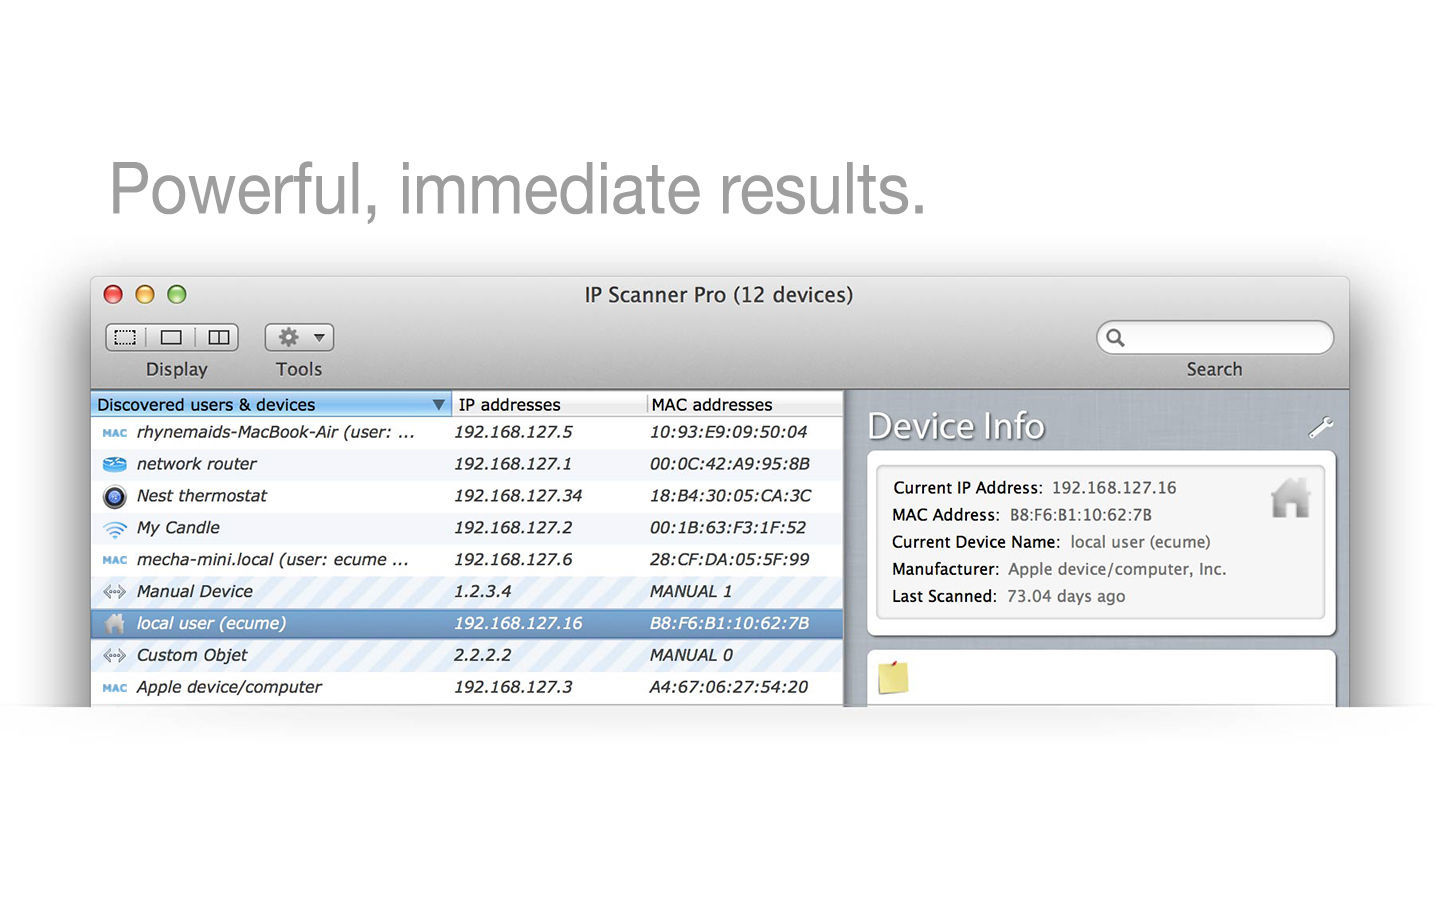 Powerful, immediate results.
IP Scanner Pro (12 devices)
Display Tools Search
Discovered users & devices IP addresses MAC addresses
MAC rhynemaids-MacBook-Air (user: ... 192.168.127.5 10:93:E9:09:50:04
network router 192.168.127.1 00:0C:42:A9:95:8B
Nest thermostat 192.168.127.34 18:B4:30:05:CA:3C
My Candle 192.168.127.2 00:1B:63:F3:1F:52
MAC mecha-mini.local (user: ecume ... 192.168.127.6 28:CF:DA:05:5F:99
Manual Device 1.2.3.4 MANUAL 1
local user (ecume) 192.168.127.16 B8:F6:B1:10:62:7B
Custom Objet 2.2.2.2 MANUAL 0
MAC Apple device/computer 192.168.127.3 A4:67:06:27:54:20
Device Info
Current IP Address: 192.168.127.16
MAC Address: B8:F6:B1:10:62:7B
Current Device Name: local user (ecume)
Manufacturer: Apple device/computer, Inc.
Last Scanned: 73.04 days ago